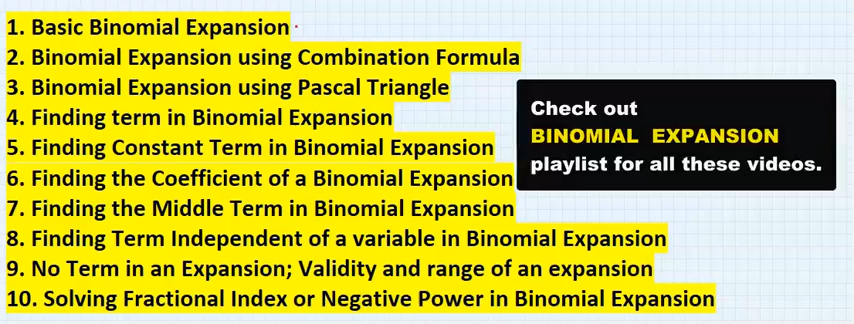 1. Basic Binomial Expansion
2. Binomial Expansion using Combination Formula
3. Binomial Expansion using Pascal Triangle
4. Finding term in Binomial Expansion
5. Finding Constant Term in Binomial Expansion
6. Finding the Coefficient of a Binomial Expansion
7. Finding the Middle Term in Binomial Expansion
8. Finding Term Independent of a variable in Binomial Expansion
9. No Term in an Expansion; Validity and range of an expansion
10. Solving Fractional Index or Negative Power in Binomial Expansion
Check out
BINOMIAL EXPANSION
playlist for all these videos.